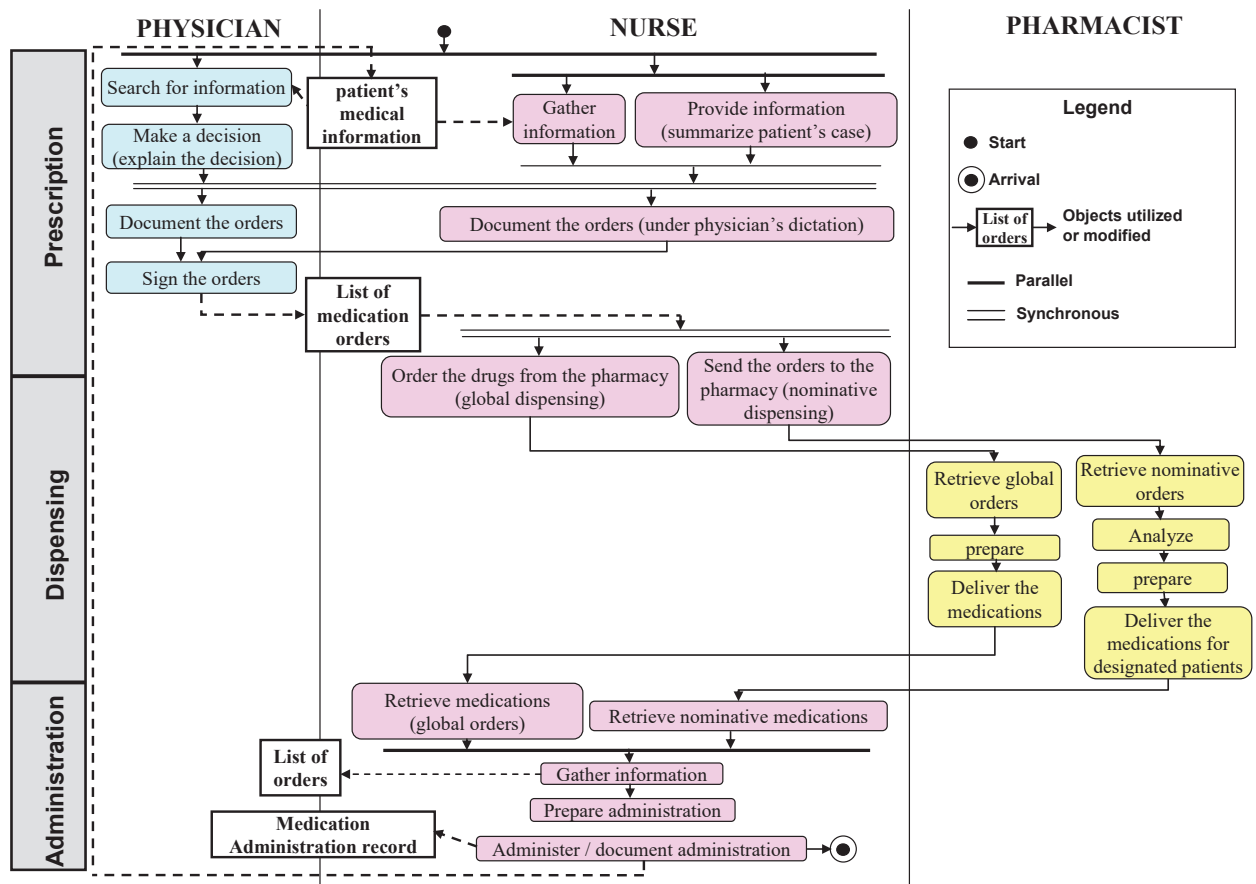 PHYSICIAN
NURSE
PHARMACIST
Prescription
Search for information
patient's
medical
information
Gather
information
Provide information
(summarize patient's case)
Make a decision
(explain the decision)
Document the orders
Document the orders (under physician's dictation)
Sign the orders
List of
medication
orders
Order the drugs from the pharmacy
(global dispensing)
Send the orders to the
pharmacy (nominative
dispensing)
Legend
Start
Arrival
List of
orders
Objects utilized
or modified
Parallel
Synchronous
Dispensing
Retrieve global
orders
prepare
Deliver the
medications
Retrieve nominative
orders
Analyze
prepare
Deliver the
medications for
designated patients
Administration
Retrieve medications
(global orders)
Retrieve nominative medications
List of
orders
Gather information
Prepare administration
Medication
Administration record
Administer / document administration